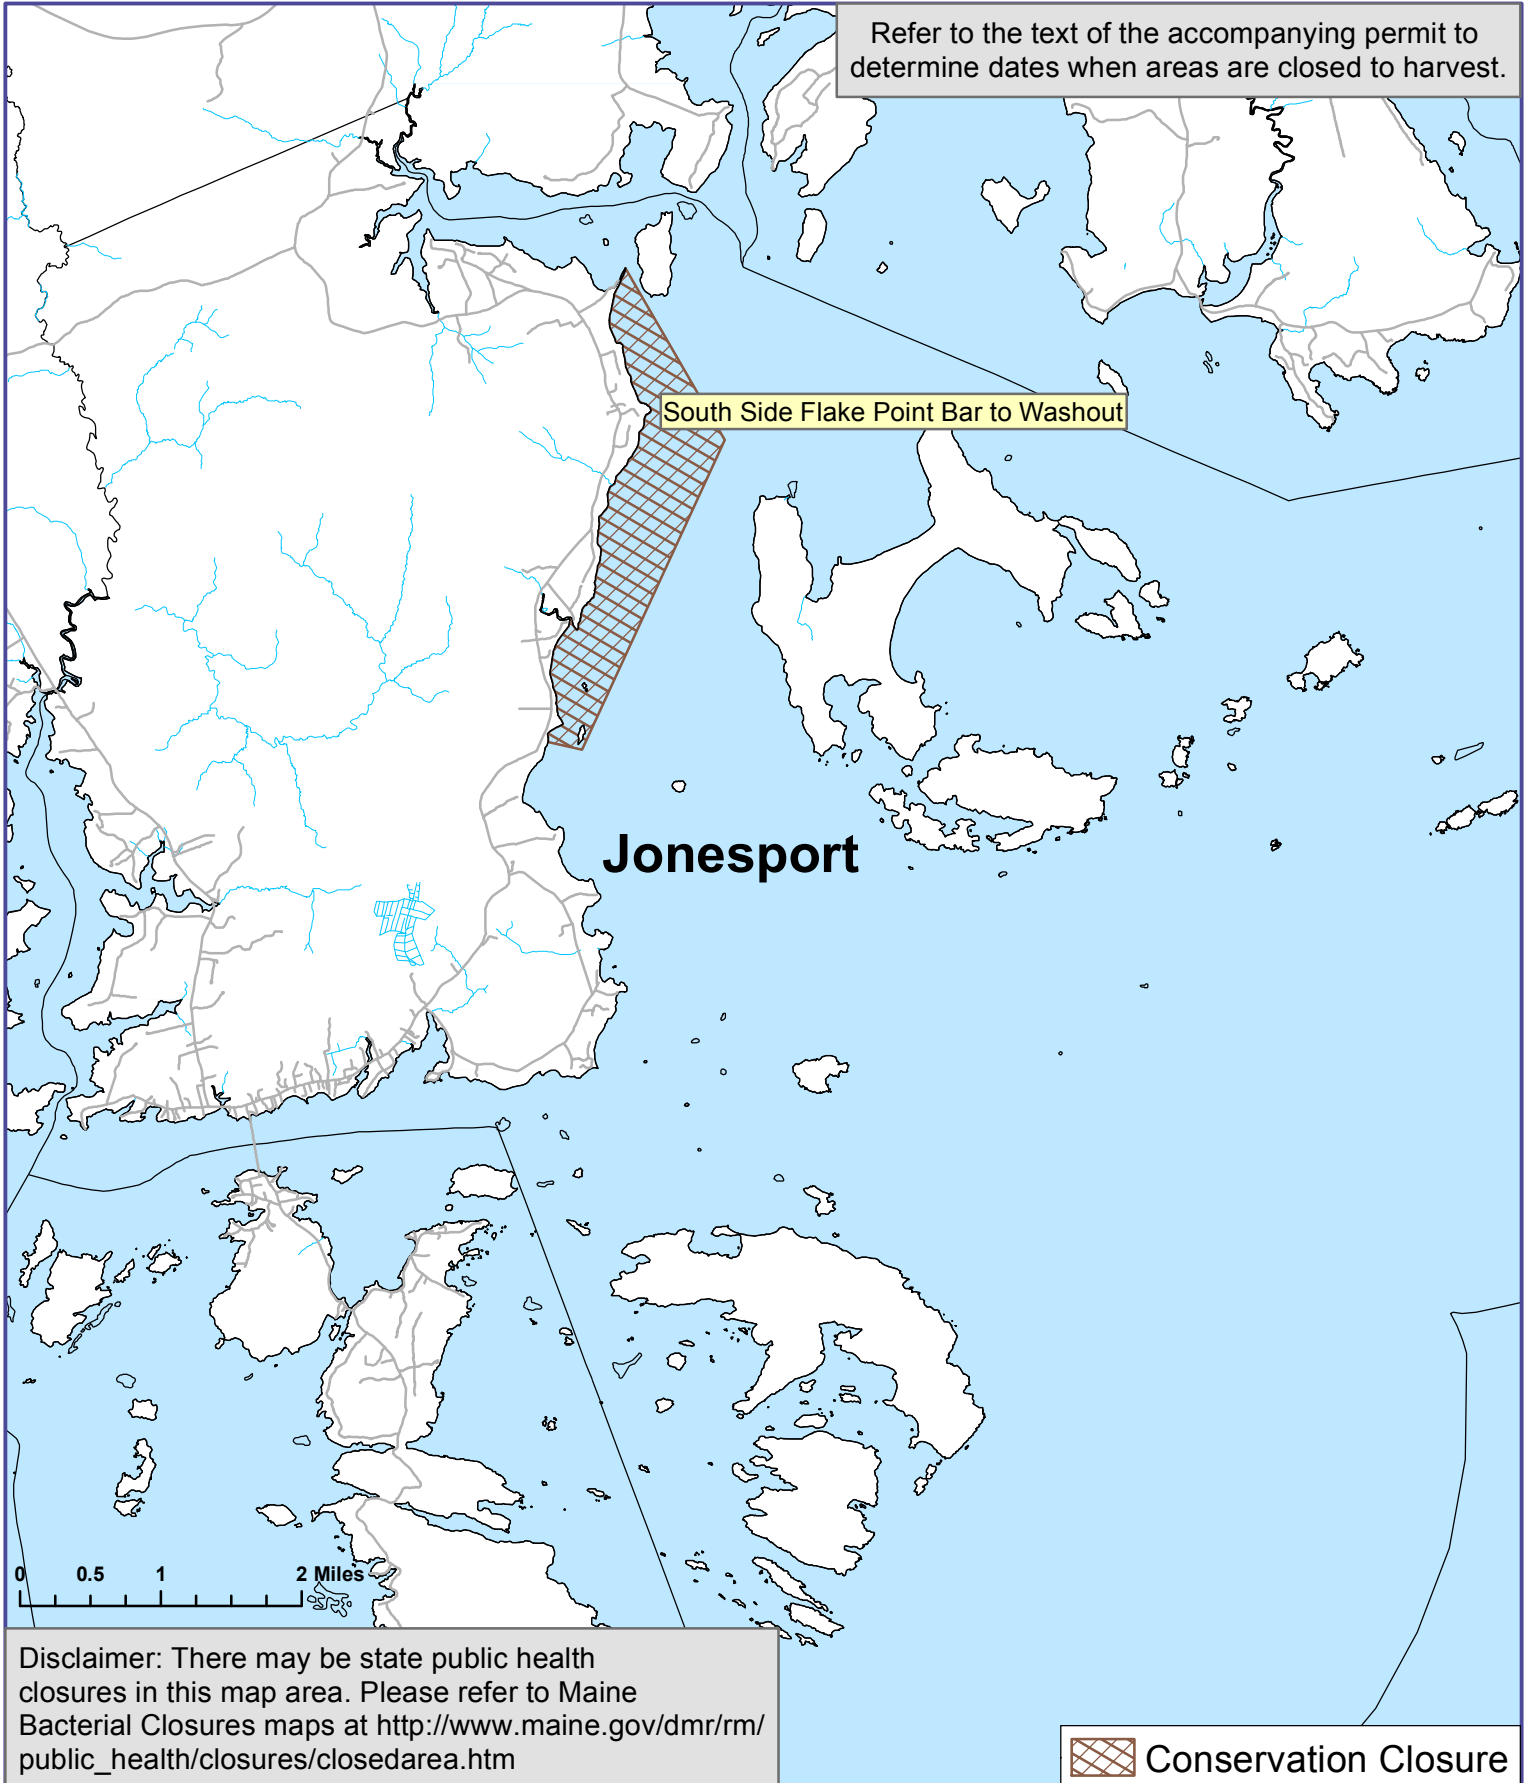 Refer to the text of the accompanying permit to
determine dates when areas are closed to harvest.
South Side Flake Point Bar to Washout
Jonesport
0 0.5 1 2 Miles
Disclaimer: There may be state public health
closures in this map area. Please refer to Maine
Bacterial Closures maps at http://www.maine.gov/dmr/rm/
public_health/closures/closedarea.htm
Conservation Closure